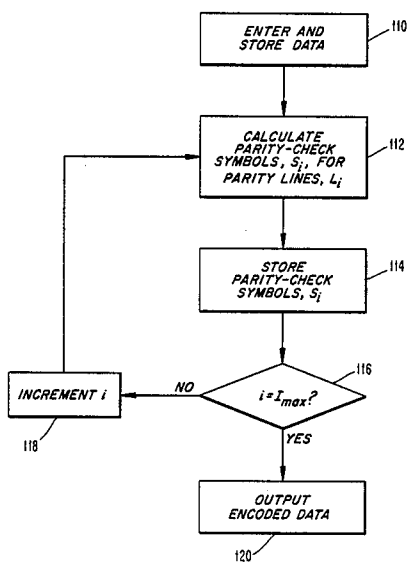 ENTER AND
STORE DATA
110
CALCULATE
PARITY-CHECK
SYMBOLS, Si, FOR
PARITY LINES, Li
112
STORE
PARITY-CHECK
SYMBOLS, Si
114
116
i = Imax?
NO
INCREMENT i
118
YES
OUTPUT
ENCODED DATA
120